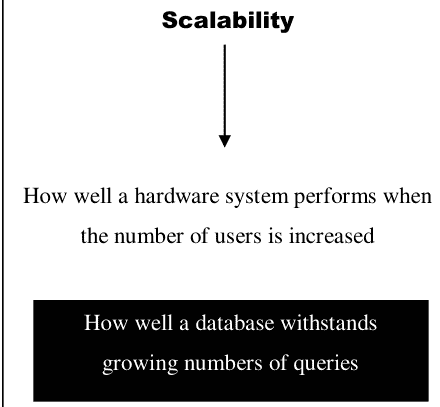 Scalability
How well a hardware system performs when
the number of users is increased
How well a database withstands
growing numbers of queries